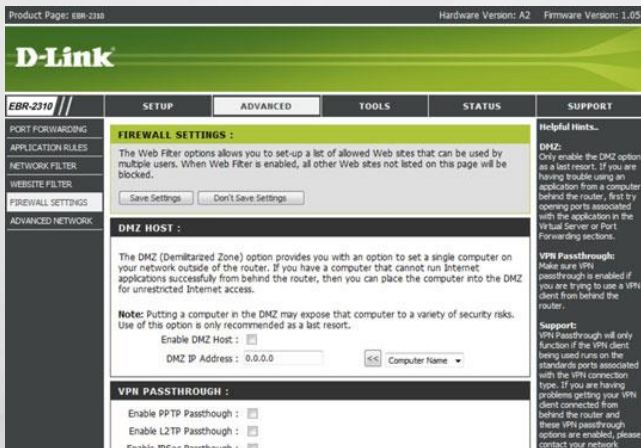 Product Page: EBR-2310
Hardware Version: A2 Firmware Version: 1.05
D-Link
EBR-2310
SETUP
ADVANCED
TOOLS
STATUS
SUPPORT
PORT FORWARDING
APPLICATION RULES
NETWORK FILTER
WEBSITE FILTER
FIREWALL SETTINGS
ADVANCED NETWORK
FIREWALL SETTINGS :
The Web Filter options allows you to set-up a list of allowed Web sites that can be used by
multiple users. When Web Filter is enabled, all other Web sites not listed on this page will be
blocked.
Save Settings
Don't Save Settings
DMZ HOST :
The DMZ (Demilitarized Zone) option provides you with an option to set a single computer on
your network outside of the router. If you have a computer that cannot run Internet
applications successfully from behind the router, then you can place the computer into the DMZ
for unrestricted Internet access.
Note: Putting a computer in the DMZ may expose that computer to a variety of security risks.
Use of this option is only recommended as a last resort.
Enable DMZ Host :
DMZ IP Address : 0.0.0.0
<< Computer Name
VPN PASSTHROUGH :
Enable PPTP Passthough :
Enable L2TP Passthough :
Enable IPSec Passthough :
Helpful Hints..
DMZ:
Only enable the DMZ option
as a last resort. If you are
having trouble using an
application from a computer
behind the router, first try
opening ports associated
with the application in the
Virtual Server or Port
Forwarding sections.
VPN Passthrough:
Make sure VPN
passthrough is enabled if
you are trying to use a VPN
client from behind the
router.
Support:
VPN Passthrough will only
function if the VPN client
being used runs on the
standards ports associated
with the VPN connection
type. If you are having
problems getting your VPN
client connected from
behind the router and
these VPN passthrough
options are enabled, please
contact your network